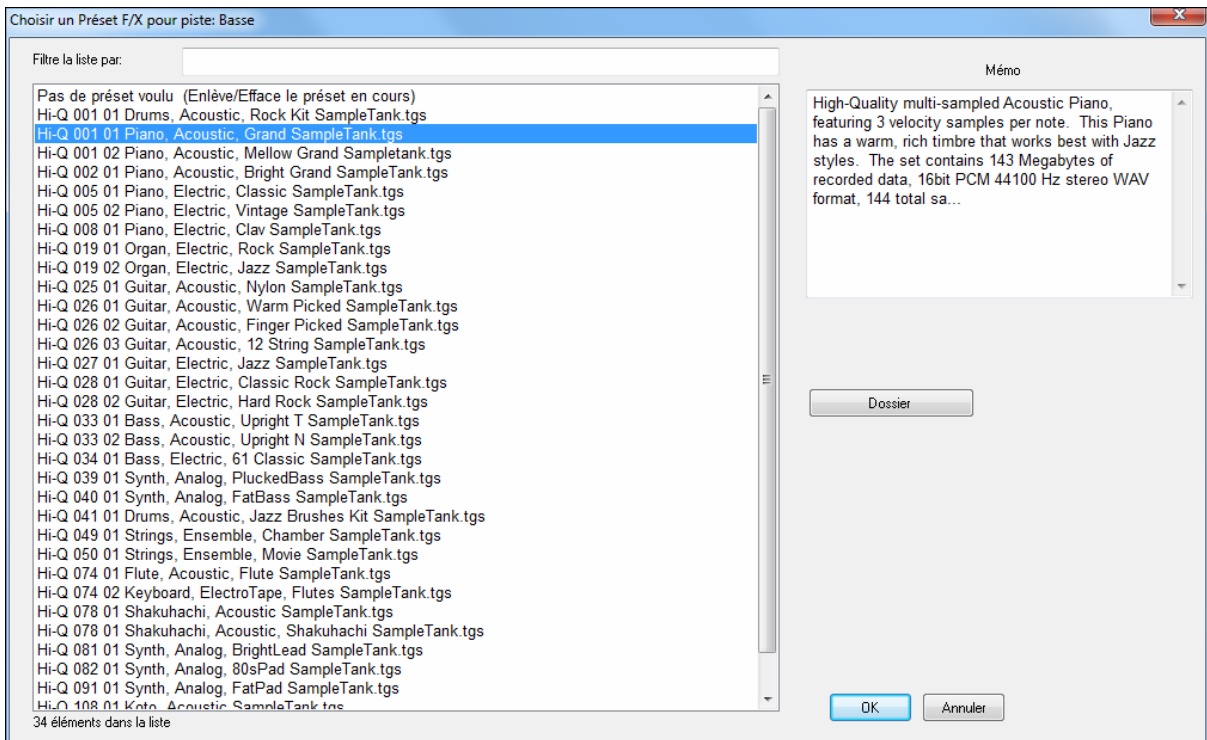 Choisir un Préset F/X pour piste: Basse
Filtre la liste par:
Pas de préset voulu (Enlève/Efface le préset en cours)
Hi-Q 001 01 Drums, Acoustic, Rock Kit SampleTank.tgs
Hi-Q 001 01 Piano, Acoustic, Grand SampleTank.tgs
Hi-Q 001 02 Piano, Acoustic, Mellow Grand Sampletank.tgs
Hi-Q 002 01 Piano, Acoustic, Bright Grand SampleTank.tgs
Hi-Q 005 01 Piano, Electric, Classic SampleTank.tgs
Hi-Q 005 02 Piano, Electric, Vintage SampleTank.tgs
Hi-Q 008 01 Piano, Electric, Clav SampleTank.tgs
Hi-Q 019 01 Organ, Electric, Rock SampleTank.tgs
Hi-Q 019 02 Organ, Electric, Jazz SampleTank.tgs
Hi-Q 025 01 Guitar, Acoustic, Nylon SampleTank.tgs
Hi-Q 026 01 Guitar, Acoustic, Warm Picked SampleTank.tgs
Hi-Q 026 02 Guitar, Acoustic, Finger Picked SampleTank.tgs
Hi-Q 026 03 Guitar, Acoustic, 12 String SampleTank.tgs
Hi-Q 027 01 Guitar, Electric, Jazz SampleTank.tgs
Hi-Q 028 01 Guitar, Electric, Classic Rock SampleTank.tgs
Hi-Q 028 02 Guitar, Electric, Hard Rock SampleTank.tgs
Hi-Q 033 01 Bass, Acoustic, Upright T SampleTank.tgs
Hi-Q 033 02 Bass, Acoustic, Upright N SampleTank.tgs
Hi-Q 034 01 Bass, Electric, 61 Classic SampleTank.tgs
Hi-Q 039 01 Synth, Analog, PluckedBass SampleTank.tgs
Hi-Q 040 01 Synth, Analog, FatBass SampleTank.tgs
Hi-Q 041 01 Drums, Acoustic, Jazz Brushes Kit SampleTank.tgs
Hi-Q 049 01 Strings, Ensemble, Chamber SampleTank.tgs
Hi-Q 050 01 Strings, Ensemble, Movie SampleTank.tgs
Hi-Q 074 01 Flute, Acoustic, Flute SampleTank.tgs
Hi-Q 074 02 Keyboard, ElectroTape, Flutes SampleTank.tgs
Hi-Q 078 01 Shakuhachi, Acoustic SampleTank.tgs
Hi-Q 078 01 Shakuhachi, Acoustic, Shakuhachi SampleTank.tgs
Hi-Q 081 01 Synth, Analog, BrightLead SampleTank.tgs
Hi-Q 082 01 Synth, Analog, 80sPad SampleTank.tgs
Hi-Q 091 01 Synth, Analog, FatPad SampleTank.tgs
Hi-Q 108 01 Koto, Acoustic SampleTank.tgs
34 éléments dans la liste
Mémo
High-Quality multi-sampled Acoustic Piano,
featuring 3 velocity samples per note. This Piano
has a warm, rich timbre that works best with Jazz
styles. The set contains 143 Megabytes of
recorded data, 16bit PCM 44100 Hz stereo WAV
format, 144 total sa...
Dossier
OK
Annuler